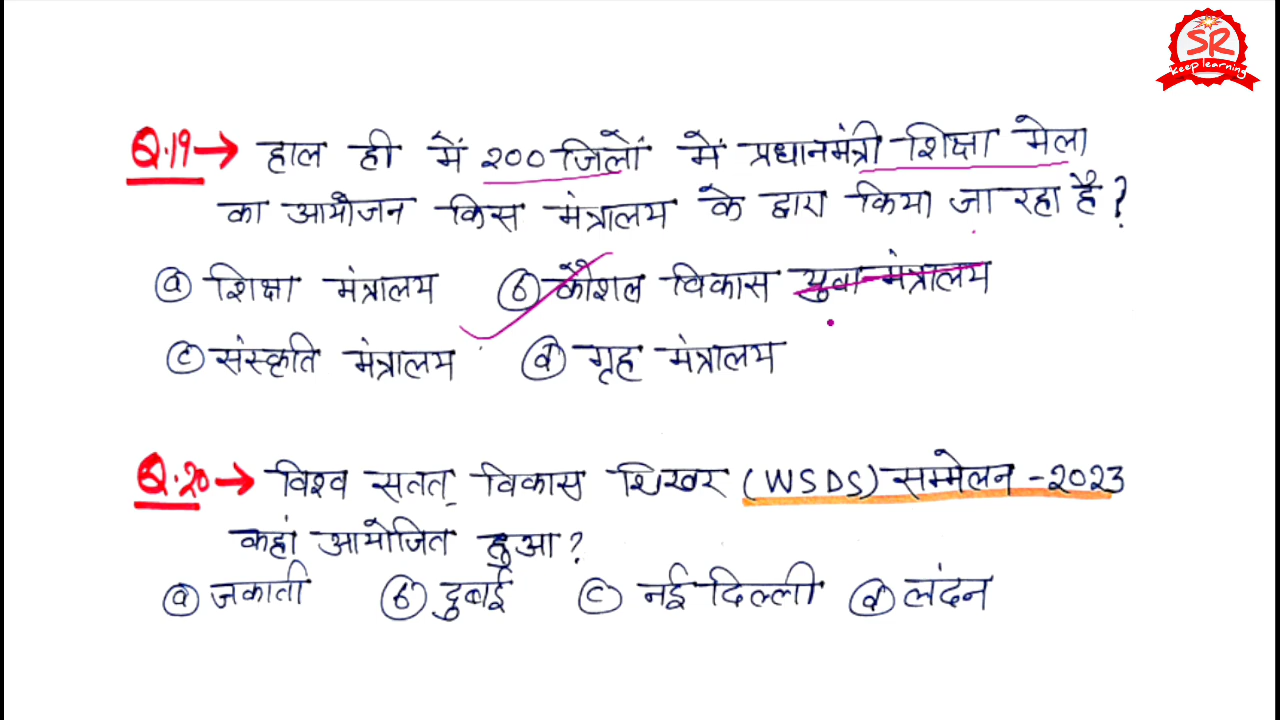 SR
keep learning
Q.19→ हाल ही में 200 जिलों में प्रधानमंत्री शिक्षा मेला
का आयोजन किस मंत्रालय के द्वारा किया जा रहा है?
ⓐ शिक्षा मंत्रालय ⓑ कौशल विकास युवा मंत्रालय
ⓒ संस्कृति मंत्रालय ⓓ गृह मंत्रालय
Q.20→ विश्व सतत् विकास शिखर (WSDS) सम्मेलन -2023
कहां आयोजित हुआ?
ⓐ जकार्ता ⓑ दुबई ⓒ नई दिल्ली ⓓ लंदन